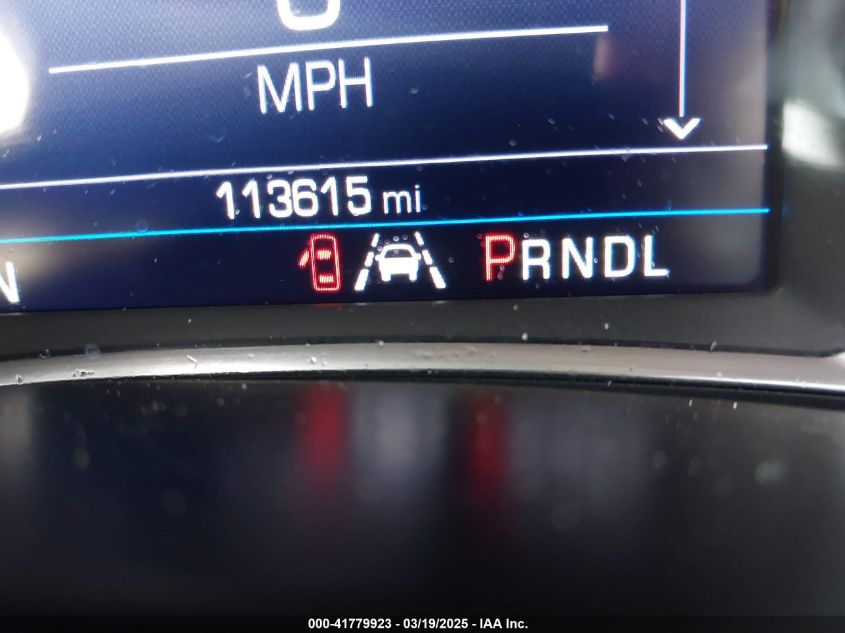 MPH
113615 mi
N
PRNDL
000-41779923 - 03/19/2025 - IAA Inc.